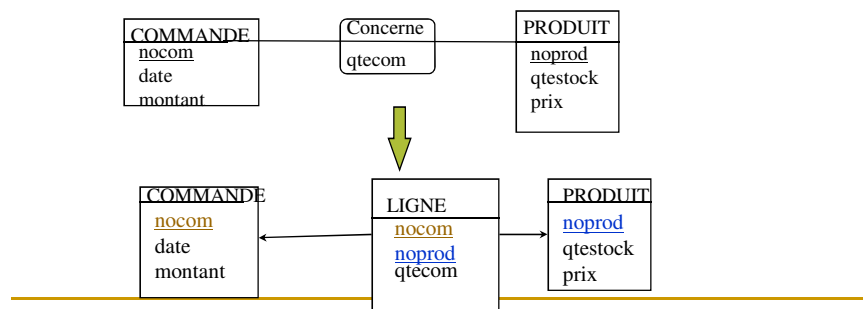 COMMANDE
nocom
date
montant
Concerne
qtecom
PRODUIT
noprod
qtestock
prix
COMMANDE
nocom
date
montant
LIGNE
nocom
noprod
qtecom
PRODUIT
noprod
qtestock
prix